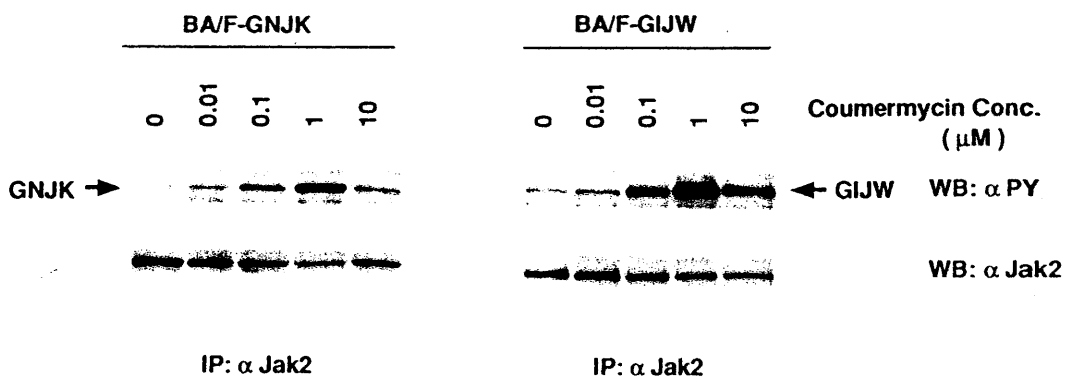 BA/F-GNJK
BA/F-GIJW
0 0.01 0.1 1 10
0 0.01 0.1 1 10
Coumermycin Conc.
( μM )
GNJK
GIJW
WB: α PY
WB: α Jak2
IP: α Jak2
IP: α Jak2